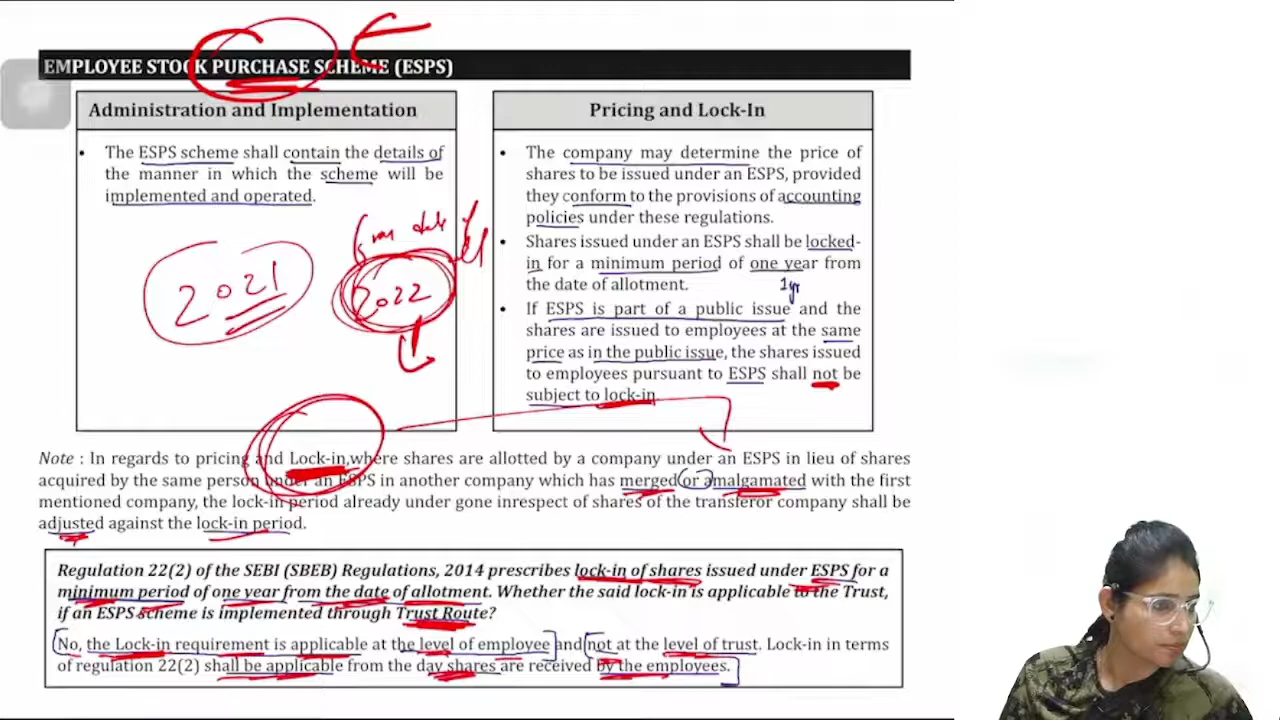 EMPLOYEE STOCK PURCHASE SCHEME (ESPS)
Administration and Implementation
• The ESPS scheme shall contain the details of
the manner in which the scheme will be
implemented and operated.
2021
2022
Pricing and Lock-In
• The company may determine the price of
shares to be issued under an ESPS, provided
they conform to the provisions of accounting
policies under these regulations.
• Shares issued under an ESPS shall be locked-
in for a minimum period of one year from
the date of allotment.
1yr
• If ESPS is part of a public issue and the
shares are issued to employees at the same
price as in the public issue, the shares issued
to employees pursuant to ESPS shall not be
subject to lock-in.
Note : In regards to pricing and Lock-in,where shares are allotted by a company under an ESPS in lieu of shares
acquired by the same person under an ESPS in another company which has merged or amalgamated with the first
mentioned company, the lock-in period already under gone inrespect of shares of the transferor company shall be
adjusted against the lock-in period.
Regulation 22(2) of the SEBI (SBEB) Regulations, 2014 prescribes lock-in of shares issued under ESPS for a
minimum period of one year from the date of allotment. Whether the said lock-in is applicable to the Trust,
if an ESPS scheme is implemented through Trust Route?
No, the Lock-in requirement is applicable at the level of employee and not at the level of trust. Lock-in in terms
of regulation 22(2) shall be applicable from the day shares are received by the employees.